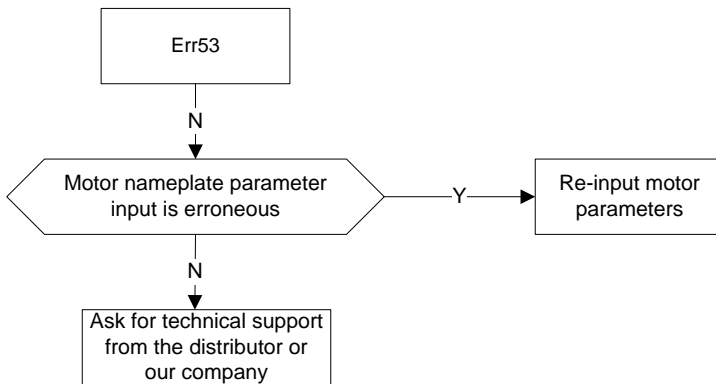 Err53
N
Motor nameplate parameter
input is erroneous
Y
Re-input motor
parameters
N
Ask for technical support
from the distributor or
our company